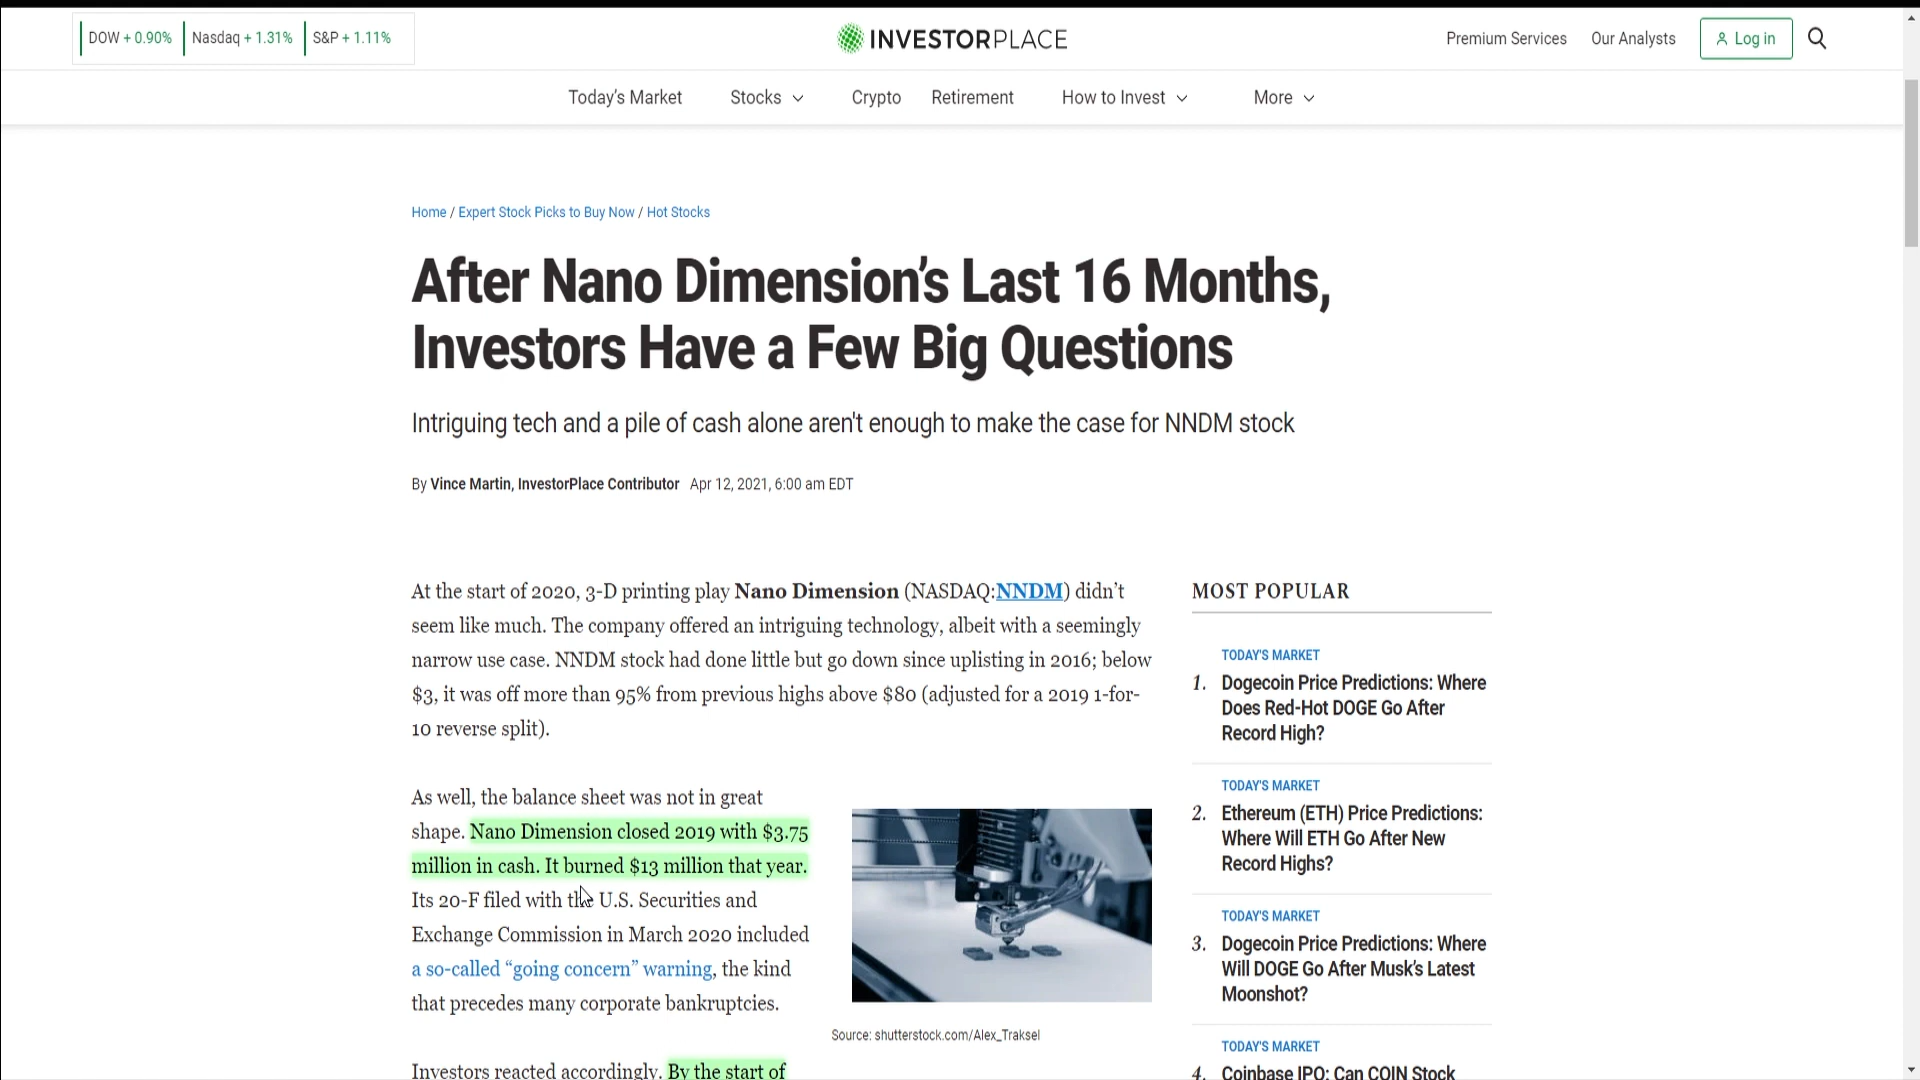 DOW + 0.90% Nasdaq + 1.31% S&P + 1.11%
INVESTORPLACE
Premium Services Our Analysts Log in
Today's Market Stocks Crypto Retirement How to Invest More
Home / Expert Stock Picks to Buy Now / Hot Stocks
After Nano Dimension's Last 16 Months,
Investors Have a Few Big Questions
Intriguing tech and a pile of cash alone aren't enough to make the case for NNDM stock
By Vince Martin, InvestorPlace Contributor Apr 12, 2021, 6:00 am EDT
At the start of 2020, 3-D printing play Nano Dimension (NASDAQ:NNDM) didn't
seem like much. The company offered an intriguing technology, albeit with a seemingly
narrow use case. NNDM stock had done little but go down since uplisting in 2016; below
$3, it was off more than 95% from previous highs above $80 (adjusted for a 2019 1-for-
10 reverse split).
As well, the balance sheet was not in great
shape. Nano Dimension closed 2019 with $3.75
million in cash. It burned $13 million that year.
Its 20-F filed with the U.S. Securities and
Exchange Commission in March 2020 included
a so-called “going concern” warning, the kind
that precedes many corporate bankruptcies.
Source: shutterstock.com/Alex_Traksel
Investors reacted accordingly. By the start of
MOST POPULAR
TODAY'S MARKET
1. Dogecoin Price Predictions: Where
Does Red-Hot DOGE Go After
Record High?
TODAY'S MARKET
2. Ethereum (ETH) Price Predictions:
Where Will ETH Go After New
Record Highs?
TODAY'S MARKET
3. Dogecoin Price Predictions: Where
Will DOGE Go After Musk's Latest
Moonshot?
TODAY'S MARKET
4. Coinbase IPO: Can COIN Stock